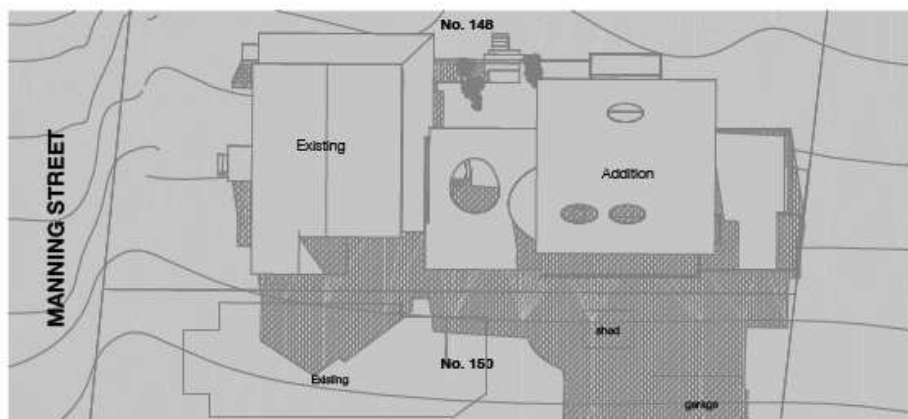 No. 148
MANNING STREET
Existing
Addition
shed
No. 150
Existing
garage